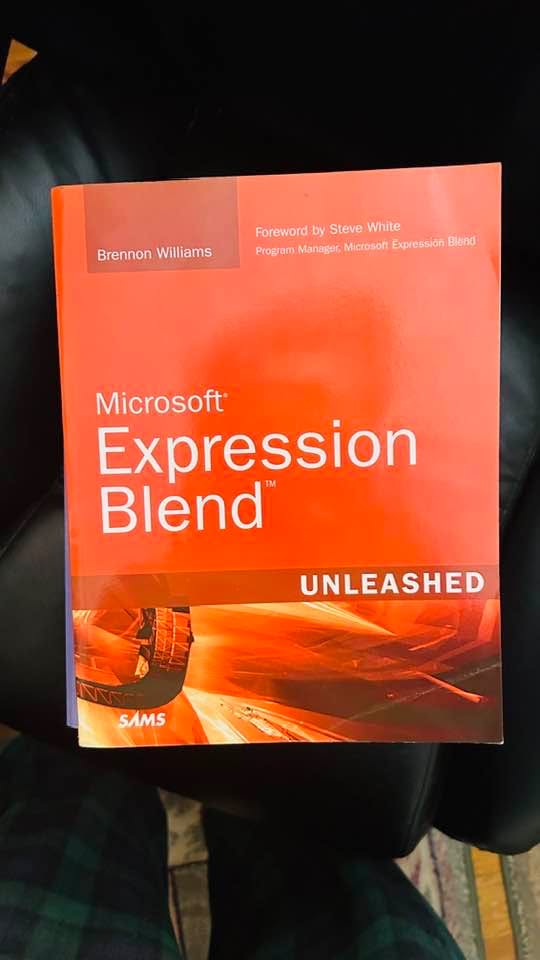 Brennon Williams
Foreword by Steve White
Program Manager, Microsoft Expression Blend
Microsoft®
Expression
Blend™
UNLEASHED
SAMS